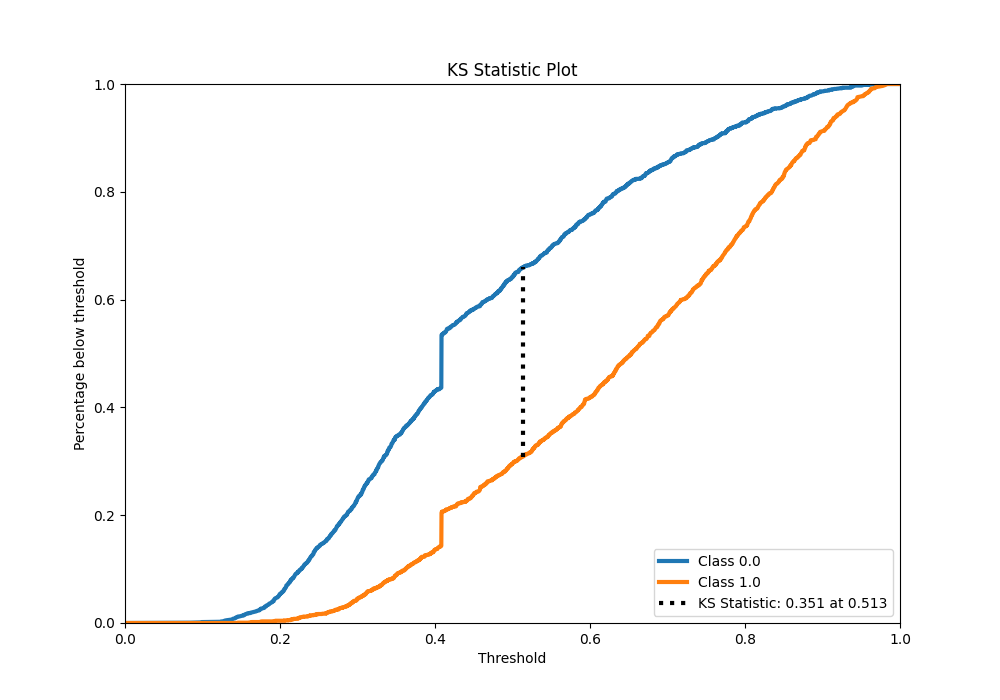 KS Statistic Plot
Percentage below threshold
1.0
0.8
0.6
0.4
0.2
0.0
0.0 0.2 0.4 0.6 0.8 1.0
Threshold
Class 0.0
Class 1.0
KS Statistic: 0.351 at 0.513